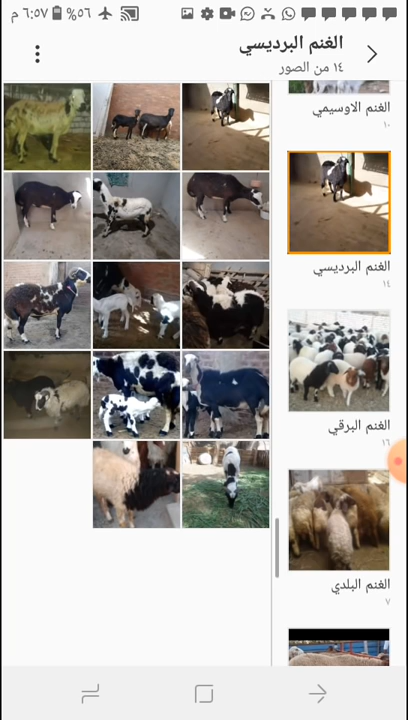 ٦:٥٧ م
%٥٦
الغنم البرديسي
١٤ من الصور
الغنم الاوسيمي
١٠
الغنم البرديسي
١٤
الغنم البرقي
١٦
الغنم البلدي
٧